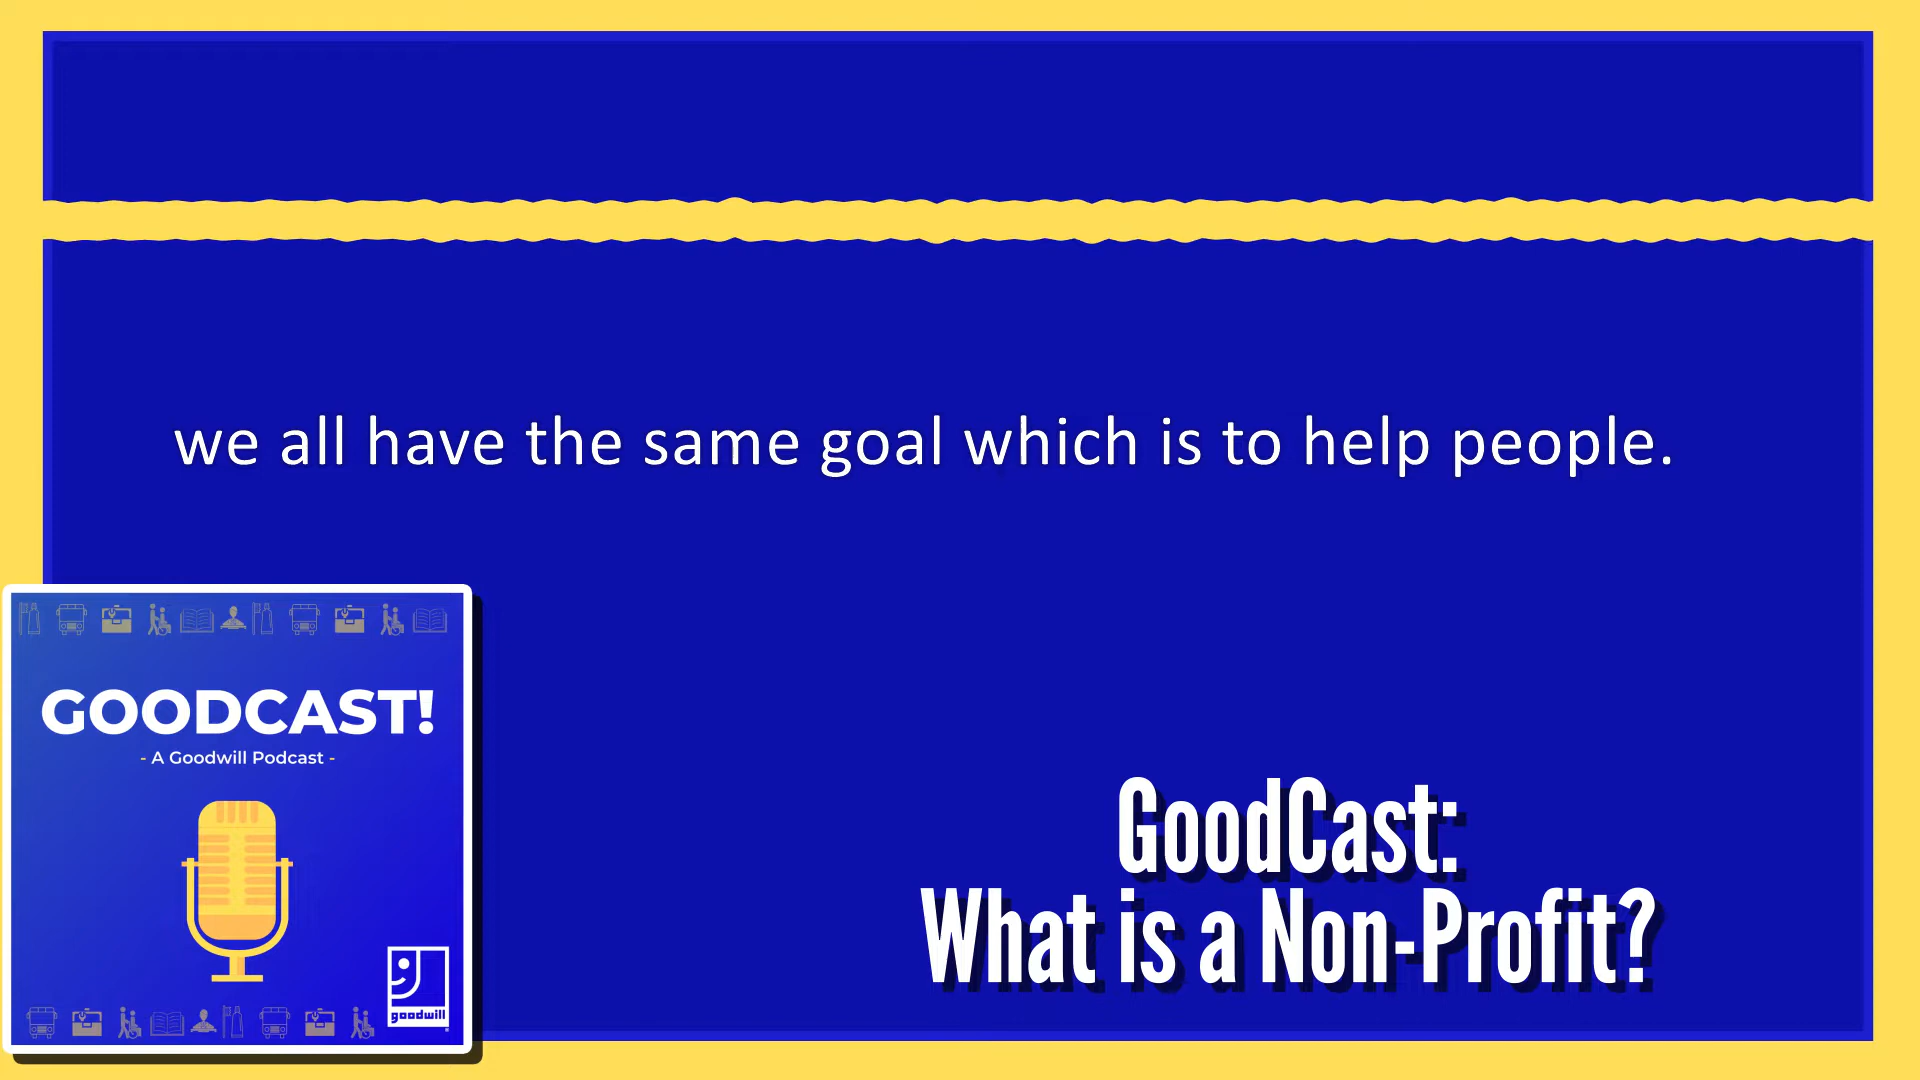 we all have the same goal which is to help people.
GOODCAST!
- A Goodwill Podcast -
goodwill
GoodCast:
What is a Non-Profit?